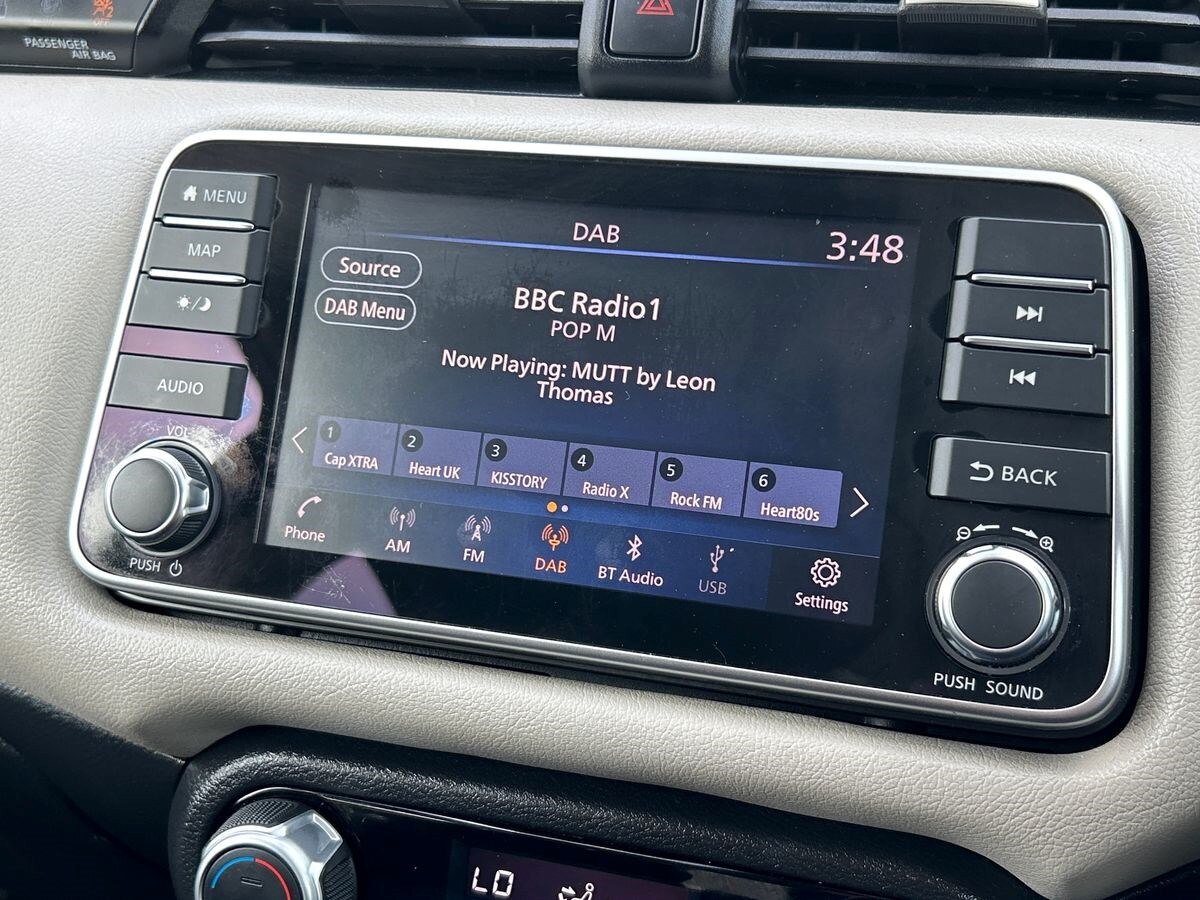 PASSENGER
AIR BAG
MENU
MAP
AUDIO
VOL
PUSH
DAB
3:48
Source
DAB Menu
BBC Radio1
POP M
Now Playing: MUTT by Leon
Thomas
1 Cap XTRA
2 Heart UK
3 KISSTORY
4 Radio X
5 Rock FM
6 Heart80s
Phone
AM
FM
DAB
BT Audio
USB
Settings
BACK
PUSH SOUND
LO